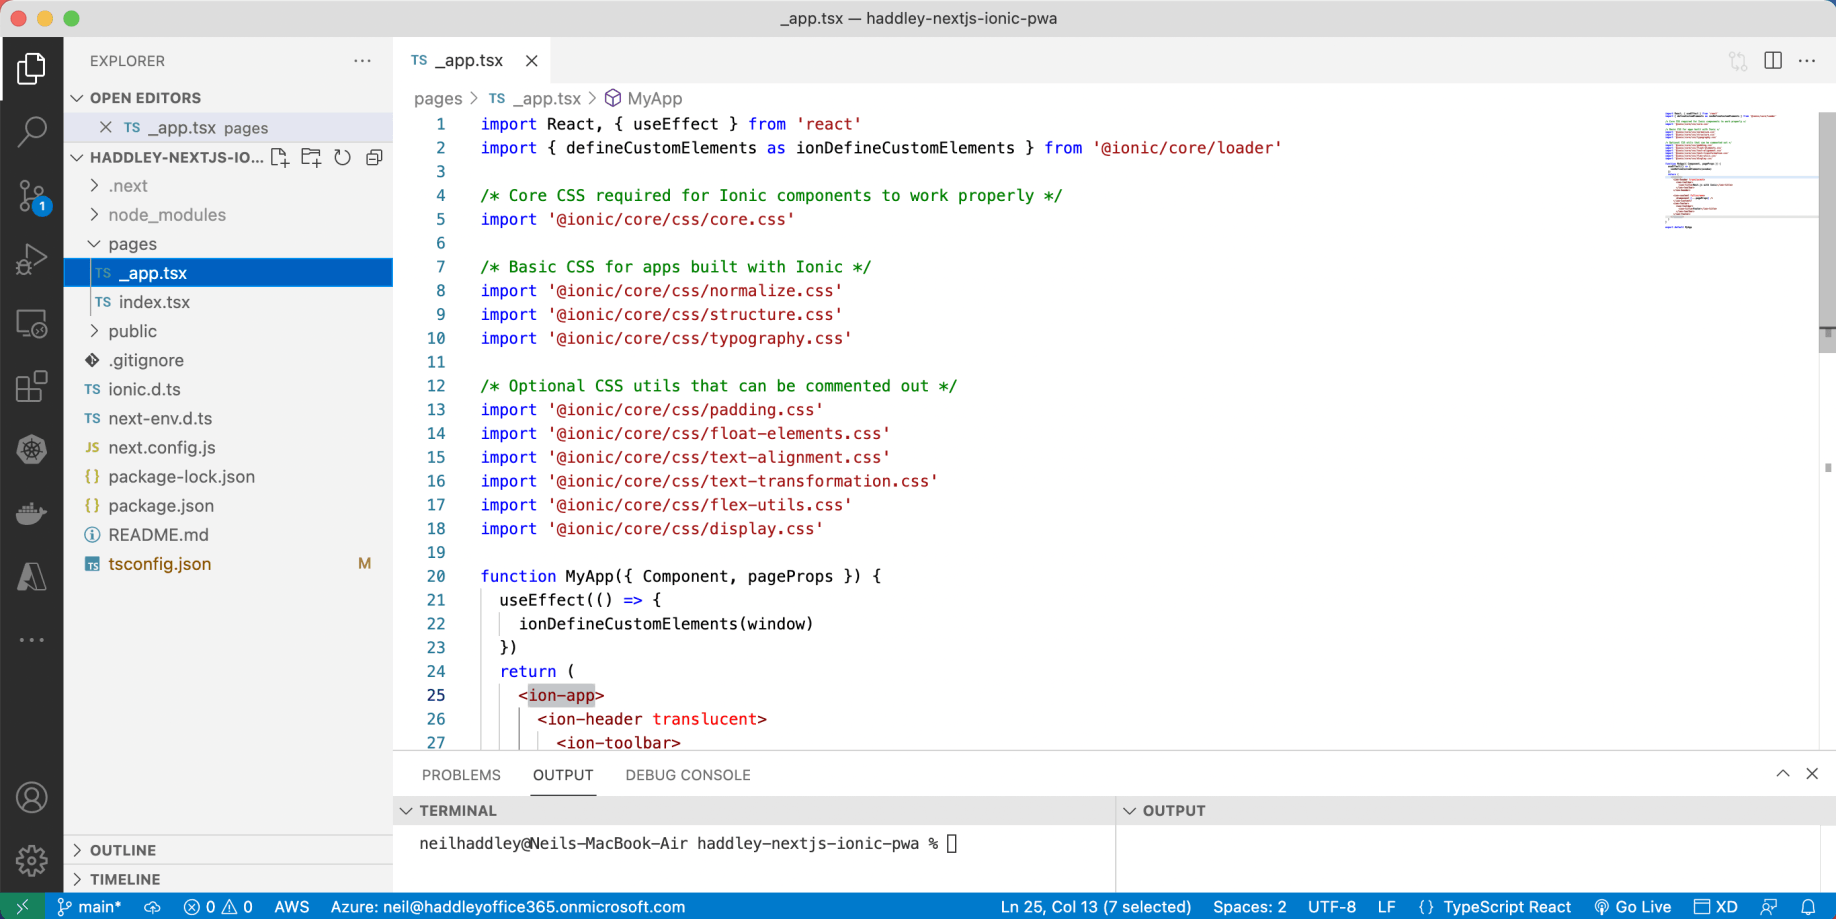 _app.tsx — haddley-nextjs-ionic-pwa
EXPLORER
OPEN EDITORS
TS _app.tsx pages
HADDLEY-NEXTJS-IO...
.next
node_modules
pages
TS _app.tsx
TS index.tsx
public
.gitignore
TS ionic.d.ts
TS next-env.d.ts
JS next.config.js
{} package-lock.json
{} package.json
README.md
TS tsconfig.json M
OUTLINE
TIMELINE
1
TS _app.tsx
pages > TS _app.tsx > MyApp
1 import React, { useEffect } from 'react'
2 import { defineCustomElements as ionDefineCustomElements } from '@ionic/core/loader'
3
4 /* Core CSS required for Ionic components to work properly */
5 import '@ionic/core/css/core.css'
6
7 /* Basic CSS for apps built with Ionic */
8 import '@ionic/core/css/normalize.css'
9 import '@ionic/core/css/structure.css'
10 import '@ionic/core/css/typography.css'
11
12 /* Optional CSS utils that can be commented out */
13 import '@ionic/core/css/padding.css'
14 import '@ionic/core/css/float-elements.css'
15 import '@ionic/core/css/text-alignment.css'
16 import '@ionic/core/css/text-transformation.css'
17 import '@ionic/core/css/flex-utils.css'
18 import '@ionic/core/css/display.css'
19
20 function MyApp({ Component, pageProps }) {
21 useEffect(() => {
22 ionDefineCustomElements(window)
23 })
24 return (
25 <ion-app>
26 <ion-header translucent>
27 <ion-toolbar>
PROBLEMS OUTPUT DEBUG CONSOLE
TERMINAL
neilhaddley@Neils-MacBook-Air haddley-nextjs-ionic-pwa %
OUTPUT
main* 0 0 AWS Azure: neil@haddleyoffice365.onmicrosoft.com Ln 25, Col 13 (7 selected) Spaces: 2 UTF-8 LF {} TypeScript React Go Live XD